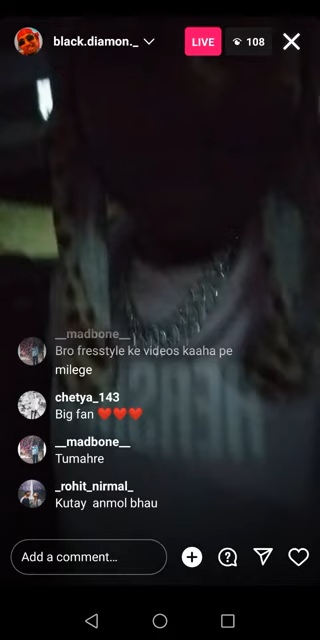 black.diamon._
LIVE
108
__madbone__
Bro fresstyle ke videos kaaha pe
milege
chetya_143
Big fan ❤️❤️❤️
__madbone__
Tumahre
_rohit_nirmal_
Kutay anmol bhau
Add a comment...